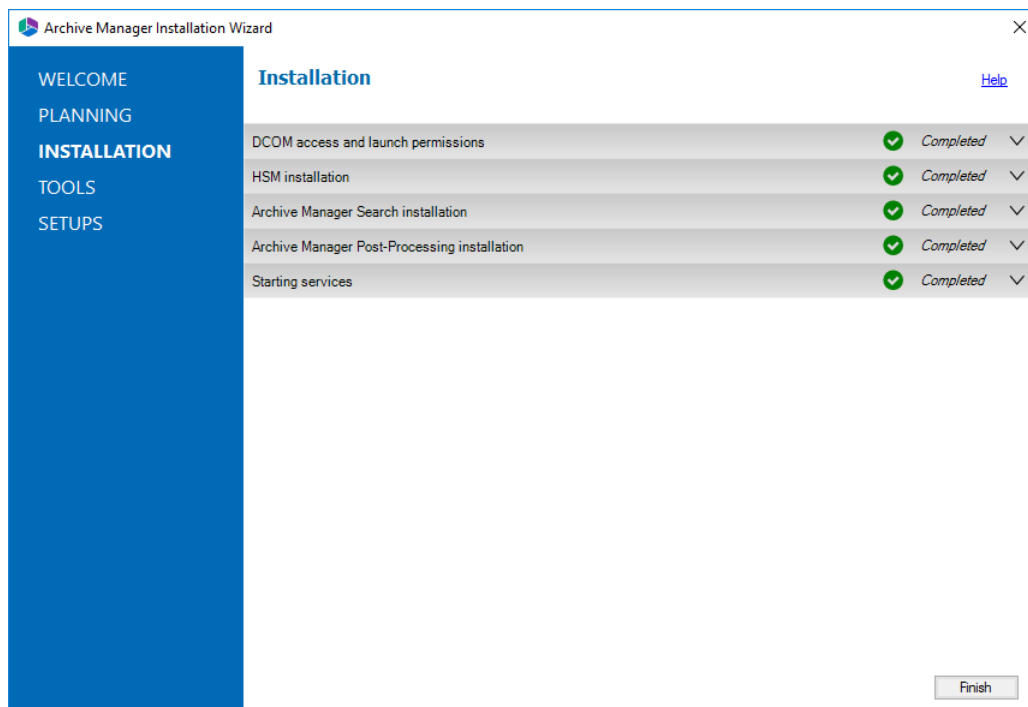 Archive Manager Installation Wizard
WELCOME
PLANNING
INSTALLATION
TOOLS
SETUPS
Installation
Help
DCOM access and launch permissions Completed
HSM installation Completed
Archive Manager Search installation Completed
Archive Manager Post-Processing installation Completed
Starting services Completed
Finish